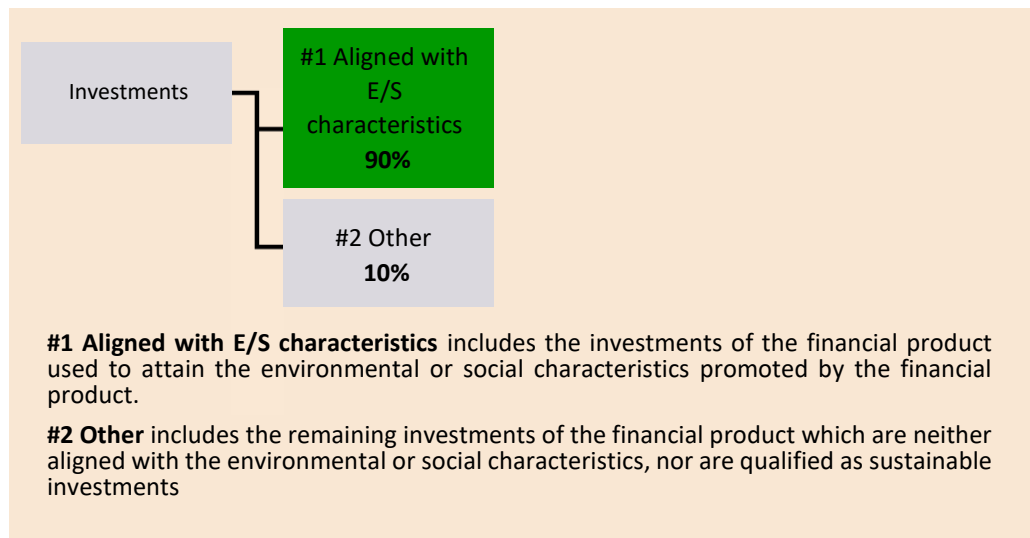 Investments
#1 Aligned with
E/S
characteristics
90%
#2 Other
10%
#1 Aligned with E/S characteristics includes the investments of the financial product
used to attain the environmental or social characteristics promoted by the financial
product.
#2 Other includes the remaining investments of the financial product which are neither
aligned with the environmental or social characteristics, nor are qualified as sustainable
investments